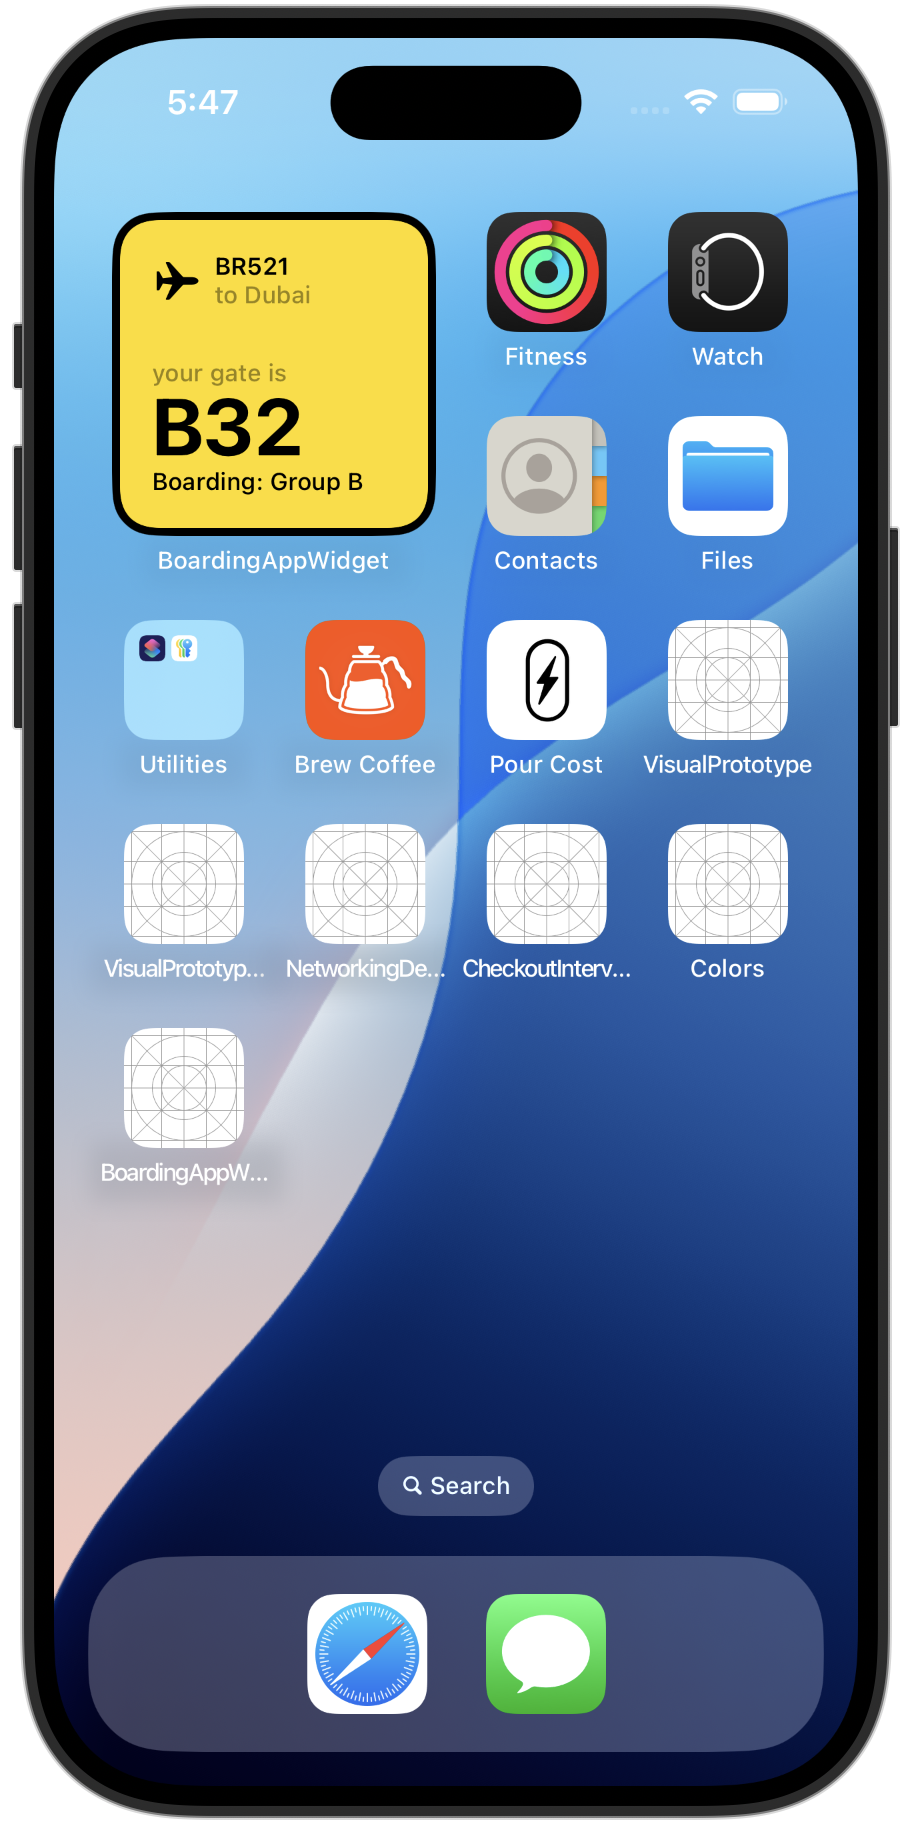 5:47
BR521
to Dubai
your gate is
B32
Boarding: Group B
BoardingAppWidget
Fitness
Watch
Contacts
Files
Utilities
Brew Coffee
Pour Cost
VisualPrototype
VisualPrototyp...
NetworkingDe...
CheckoutInterv...
Colors
BoardingAppW...
Search